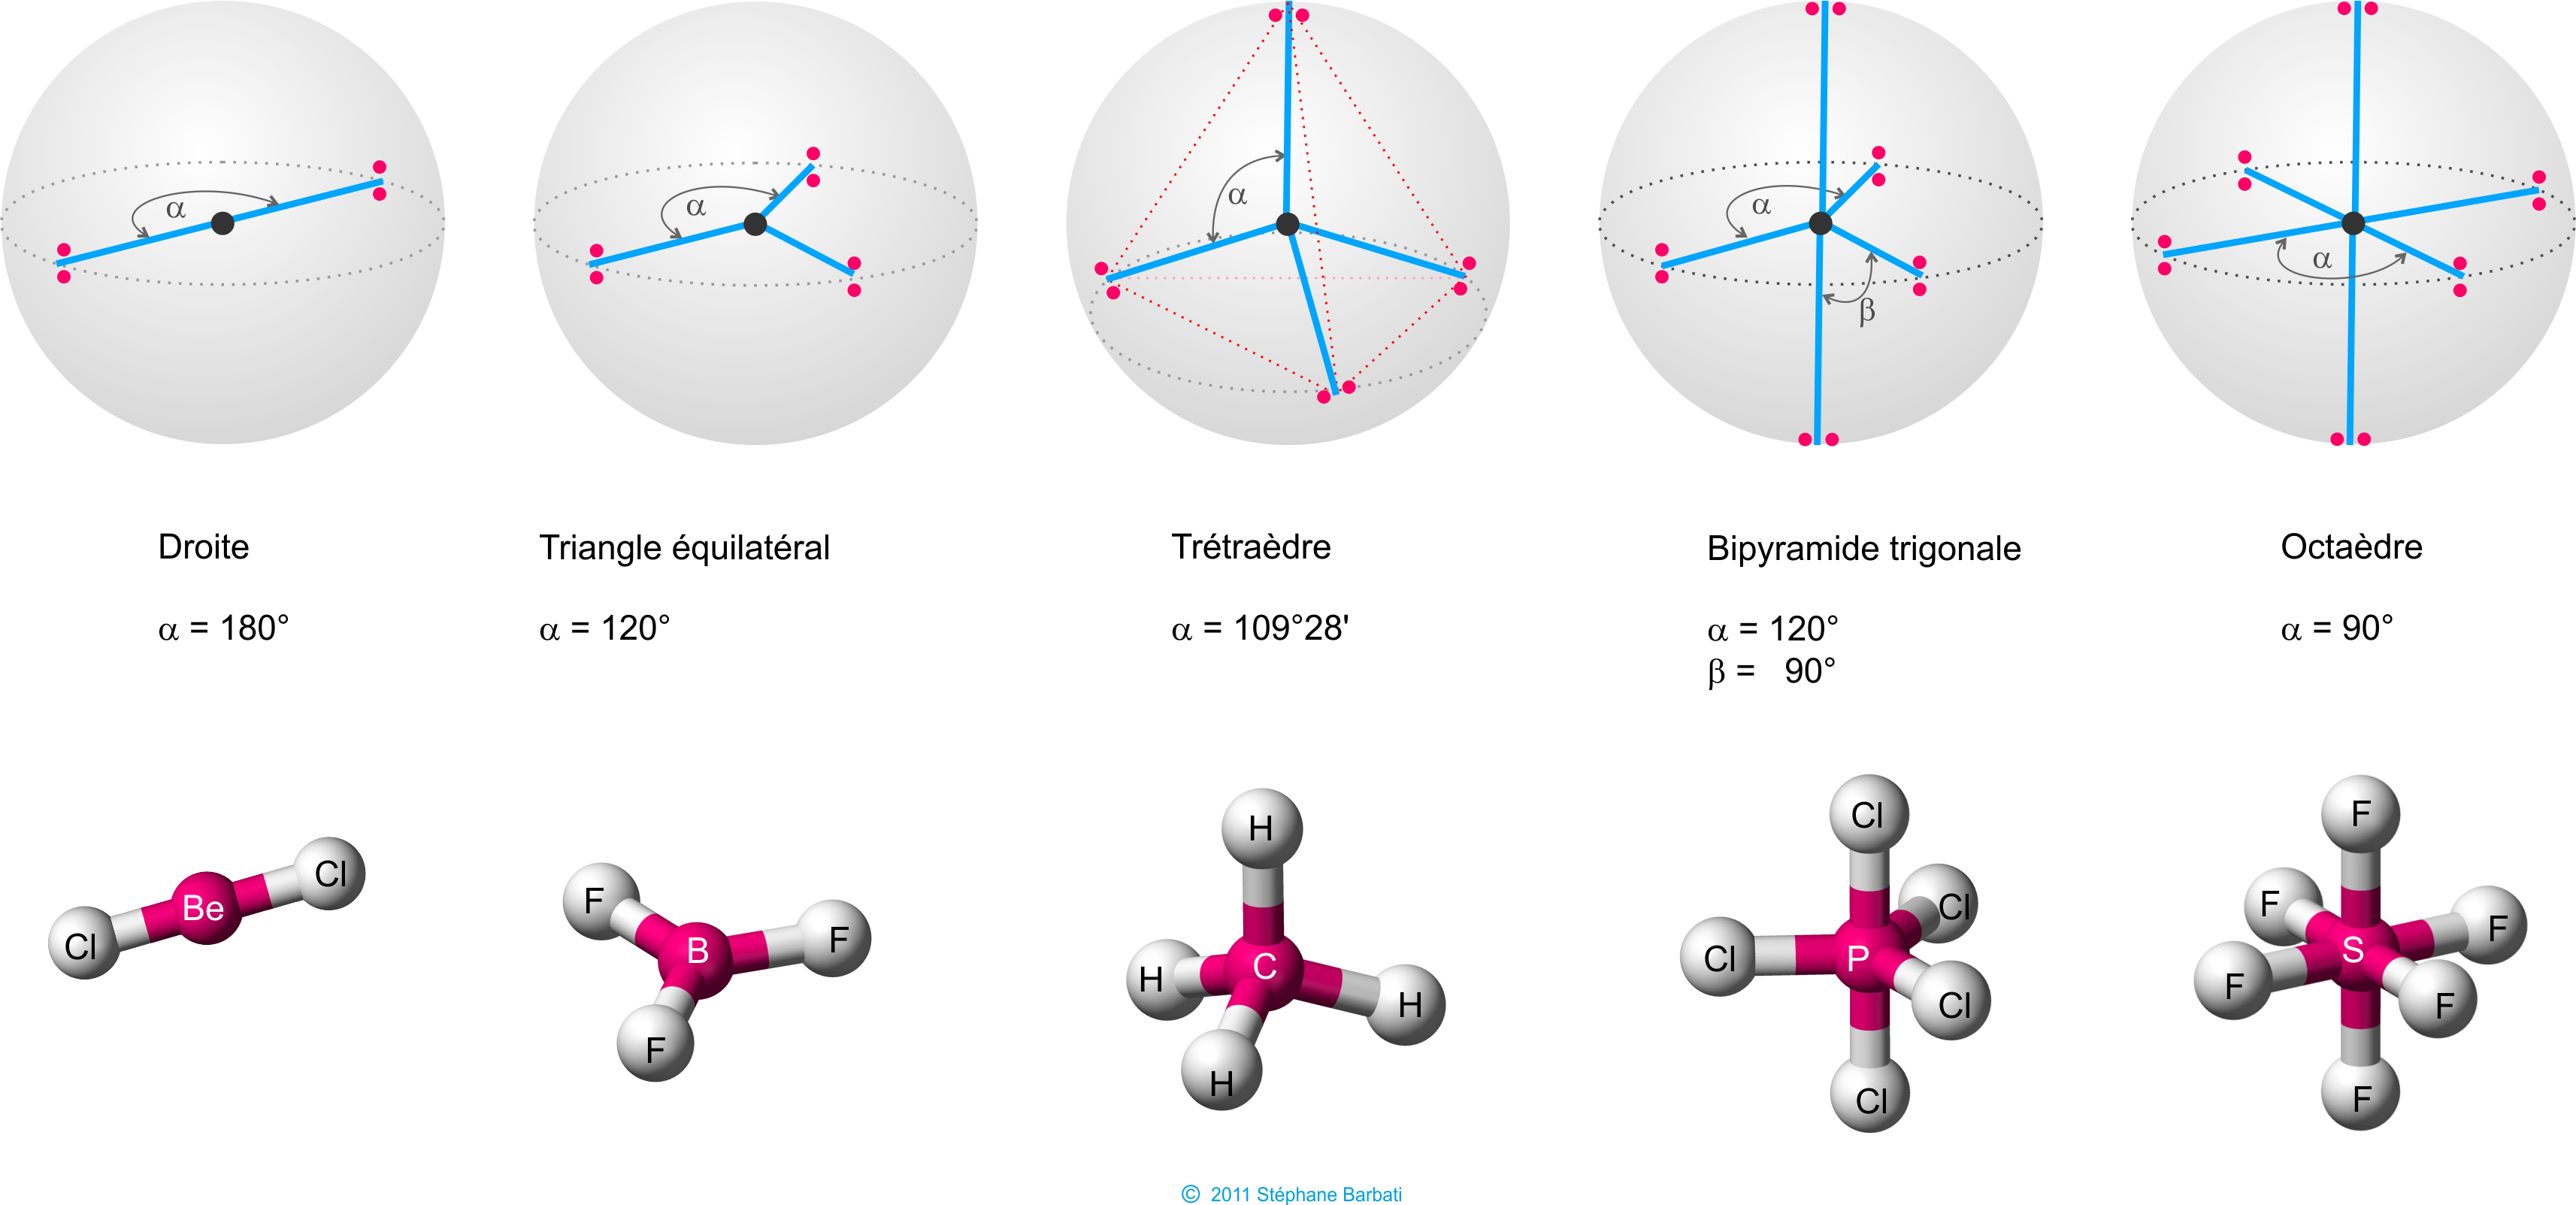 α
α
α
α
β
α
Droite
Triangle équilatéral
Trétraèdre
Bipyramide trigonale
Octaèdre
α = 180°
α = 120°
α = 109°28'
α = 120°
β = 90°
α = 90°
Cl
Be
Cl
F
B
F
F
H
H
C
H
H
Cl
Cl
Cl
P
Cl
Cl
F
F
F
S
F
F
F
© 2011 Stéphane Barbati